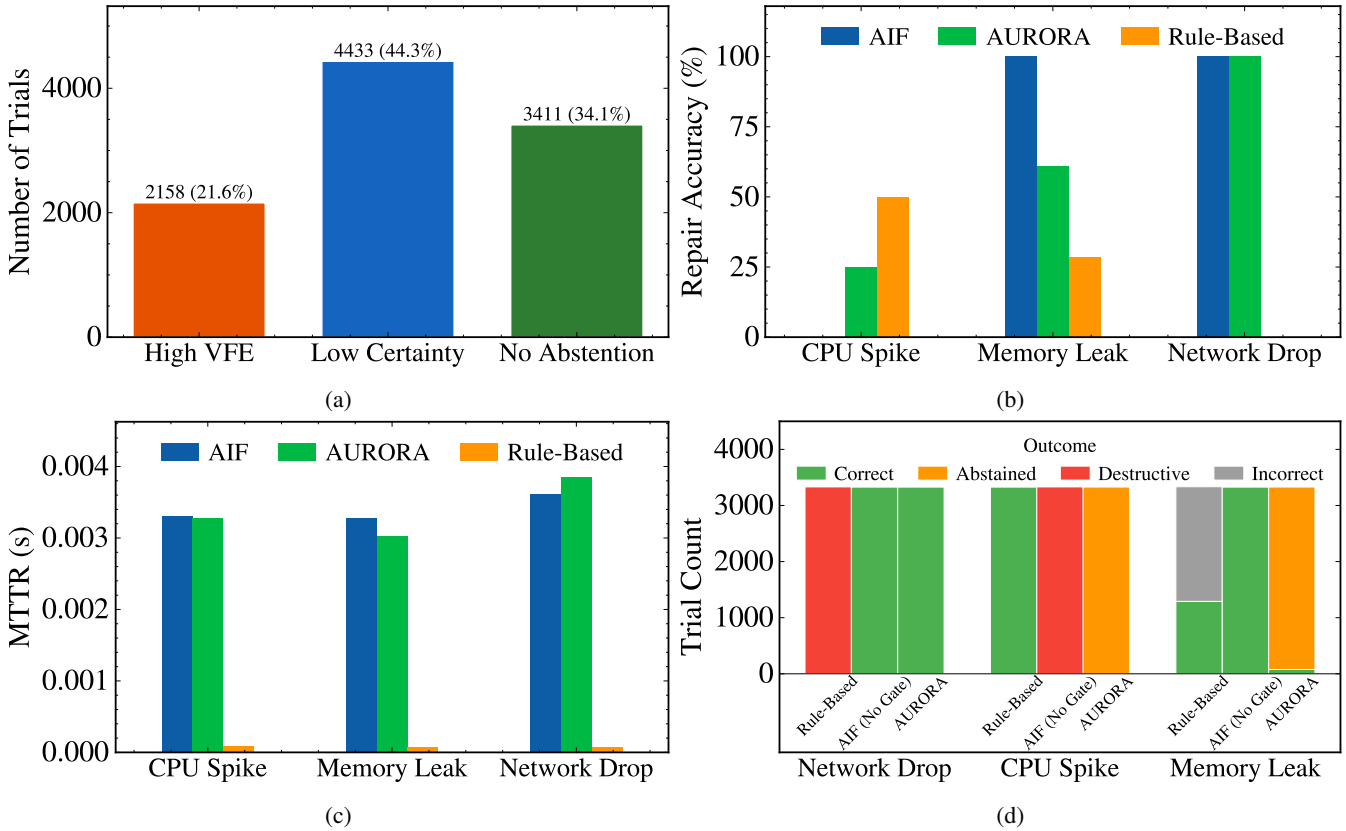 Number of Trials
4000
2000
0
2158 (21.6%)
4433 (44.3%)
3411 (34.1%)
High VFE
Low Certainty
No Abstention
(a)
Repair Accuracy (%)
100
75
50
25
0
AIF
AURORA
Rule-Based
CPU Spike
Memory Leak
Network Drop
(b)
MTTR (s)
0.004
0.003
0.002
0.001
0.000
AIF
AURORA
Rule-Based
CPU Spike
Memory Leak
Network Drop
(c)
Trial Count
4000
3000
2000
1000
0
Outcome
Correct
Abstained
Destructive
Incorrect
Rule-Based
AIF (No Gate)
AURORA
Rule-Based
AIF (No Gate)
AURORA
Rule-Based
AIF (No Gate)
AURORA
Network Drop
CPU Spike
Memory Leak
(d)